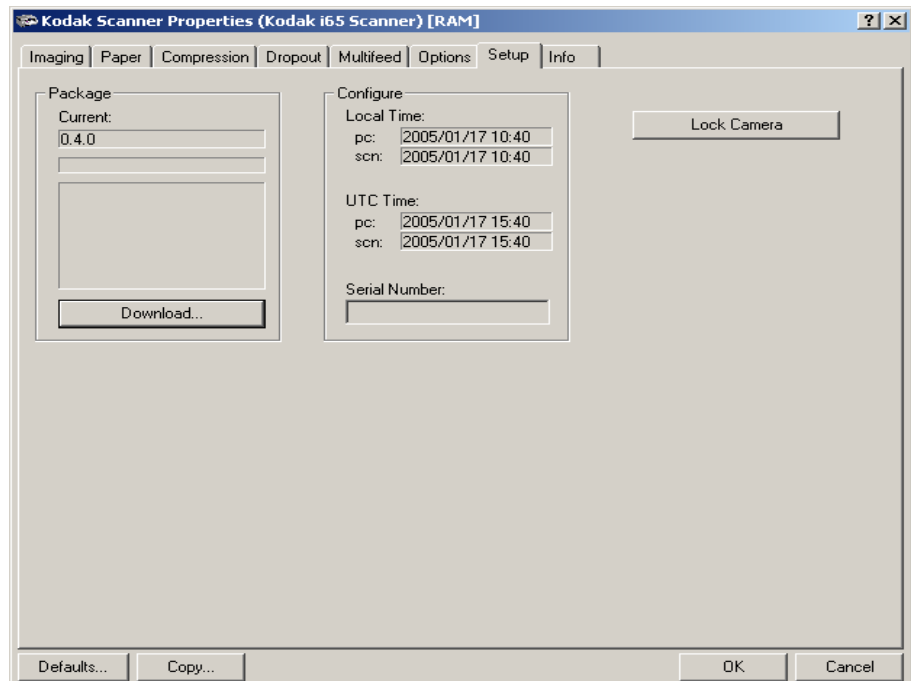 Kodak Scanner Properties (Kodak i65 Scanner) [RAM]
Imaging Paper Compression Dropout Multifeed Options Setup Info
Package
Current:
0.4.0
Download...
Configure
Local Time:
pc: 2005/01/17 10:40
scn: 2005/01/17 10:40
UTC Time:
pc: 2005/01/17 15:40
scn: 2005/01/17 15:40
Serial Number:
Lock Camera
Defaults... Copy... OK Cancel